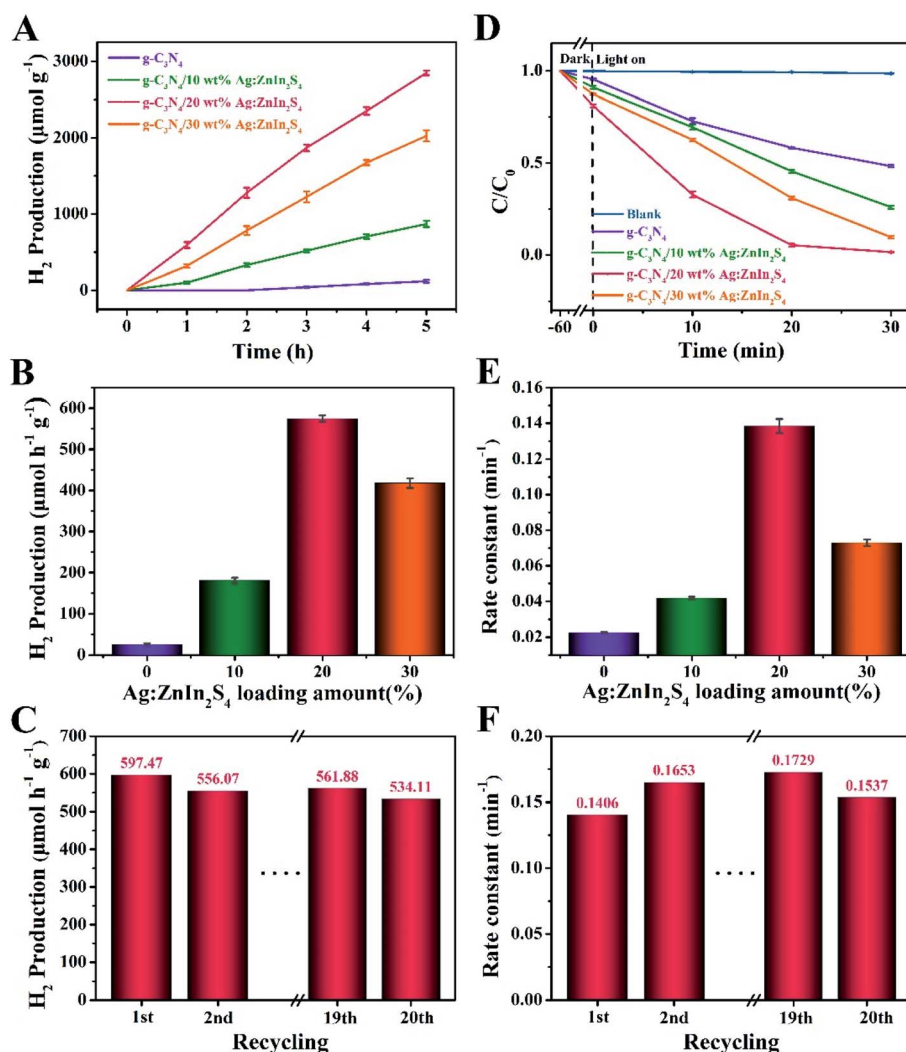 A
H₂ Production (μmol g⁻¹)
3000
2000
1000
0
g-C₃N₄
g-C₃N₄/10 wt% Ag:ZnIn₂S₄
g-C₃N₄/20 wt% Ag:ZnIn₂S₄
g-C₃N₄/30 wt% Ag:ZnIn₂S₄
0 1 2 3 4 5
Time (h)
D
C/C₀
Dark Light on
1.0
0.5
0.0
Blank
g-C₃N₄
g-C₃N₄/10 wt% Ag:ZnIn₂S₄
g-C₃N₄/20 wt% Ag:ZnIn₂S₄
g-C₃N₄/30 wt% Ag:ZnIn₂S₄
-60 0 10 20 30
Time (min)
B
H₂ Production (μmol h⁻¹ g⁻¹)
600
500
400
300
200
100
0
0 10 20 30
Ag:ZnIn₂S₄ loading amount(%)
E
Rate constant (min⁻¹)
0.16
0.14
0.12
0.10
0.08
0.06
0.04
0.02
0 10 20 30
Ag:ZnIn₂S₄ loading amount(%)
C
H₂ Production (μmol h⁻¹ g⁻¹)
700
600
500
400
300
200
100
0
597.47
556.07
.....
561.88
534.11
1st 2nd 19th 20th
Recycling
F
Rate constant (min⁻¹)
0.20
0.15
0.10
0.05
0.00
0.1406
0.1653
.....
0.1729
0.1537
1st 2nd 19th 20th
Recycling